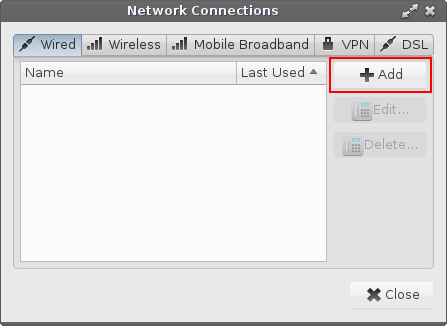 Network Connections
Wired Wireless Mobile Broadband VPN DSL
Name Last Used Add
Edit...
Delete...
Close